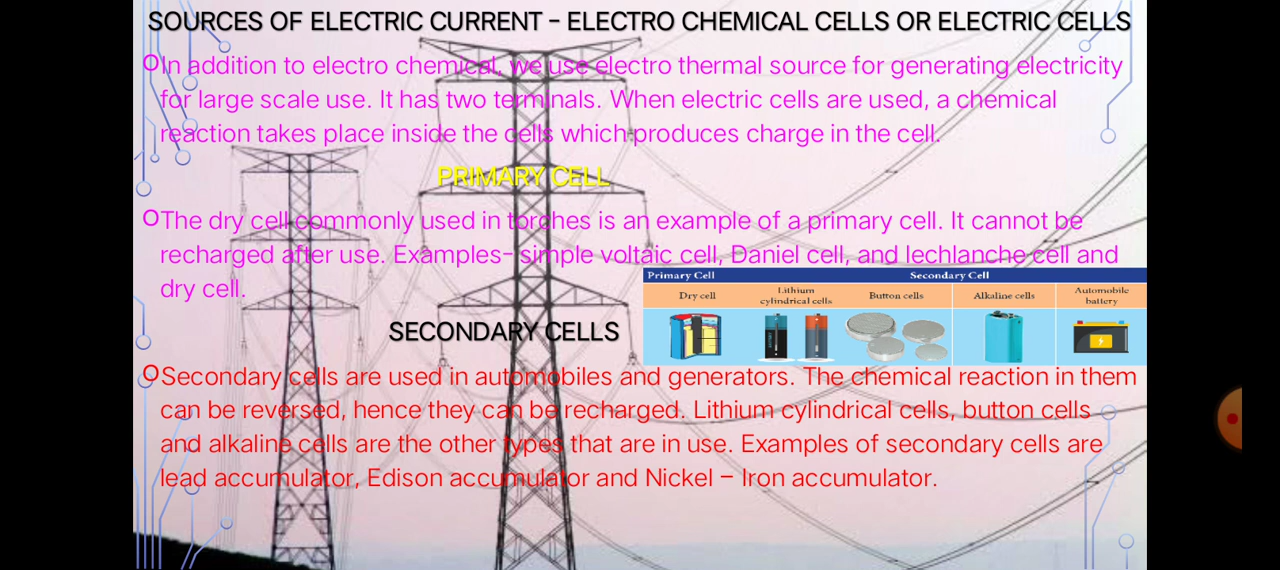 SOURCES OF ELECTRIC CURRENT – ELECTRO CHEMICAL CELLS OR ELECTRIC CELLS
In addition to electro chemical, we use electro thermal source for generating electricity
for large scale use. It has two terminals. When electric cells are used, a chemical
reaction takes place inside the cells which produces charge in the cell.
PRIMARY CELL
The dry cell commonly used in torches is an example of a primary cell. It cannot be
recharged after use. Examples– simple voltaic cell, Daniel cell, and lechlanche cell and
dry cell.
Primary Cell Secondary Cell
Dry cell Lithium cylindrical cells Button cells Alkaline cells Automobile battery
SECONDARY CELLS
Secondary cells are used in automobiles and generators. The chemical reaction in them
can be reversed, hence they can be recharged. Lithium cylindrical cells, button cells
and alkaline cells are the other types that are in use. Examples of secondary cells are
lead accumulator, Edison accumulator and Nickel – Iron accumulator.